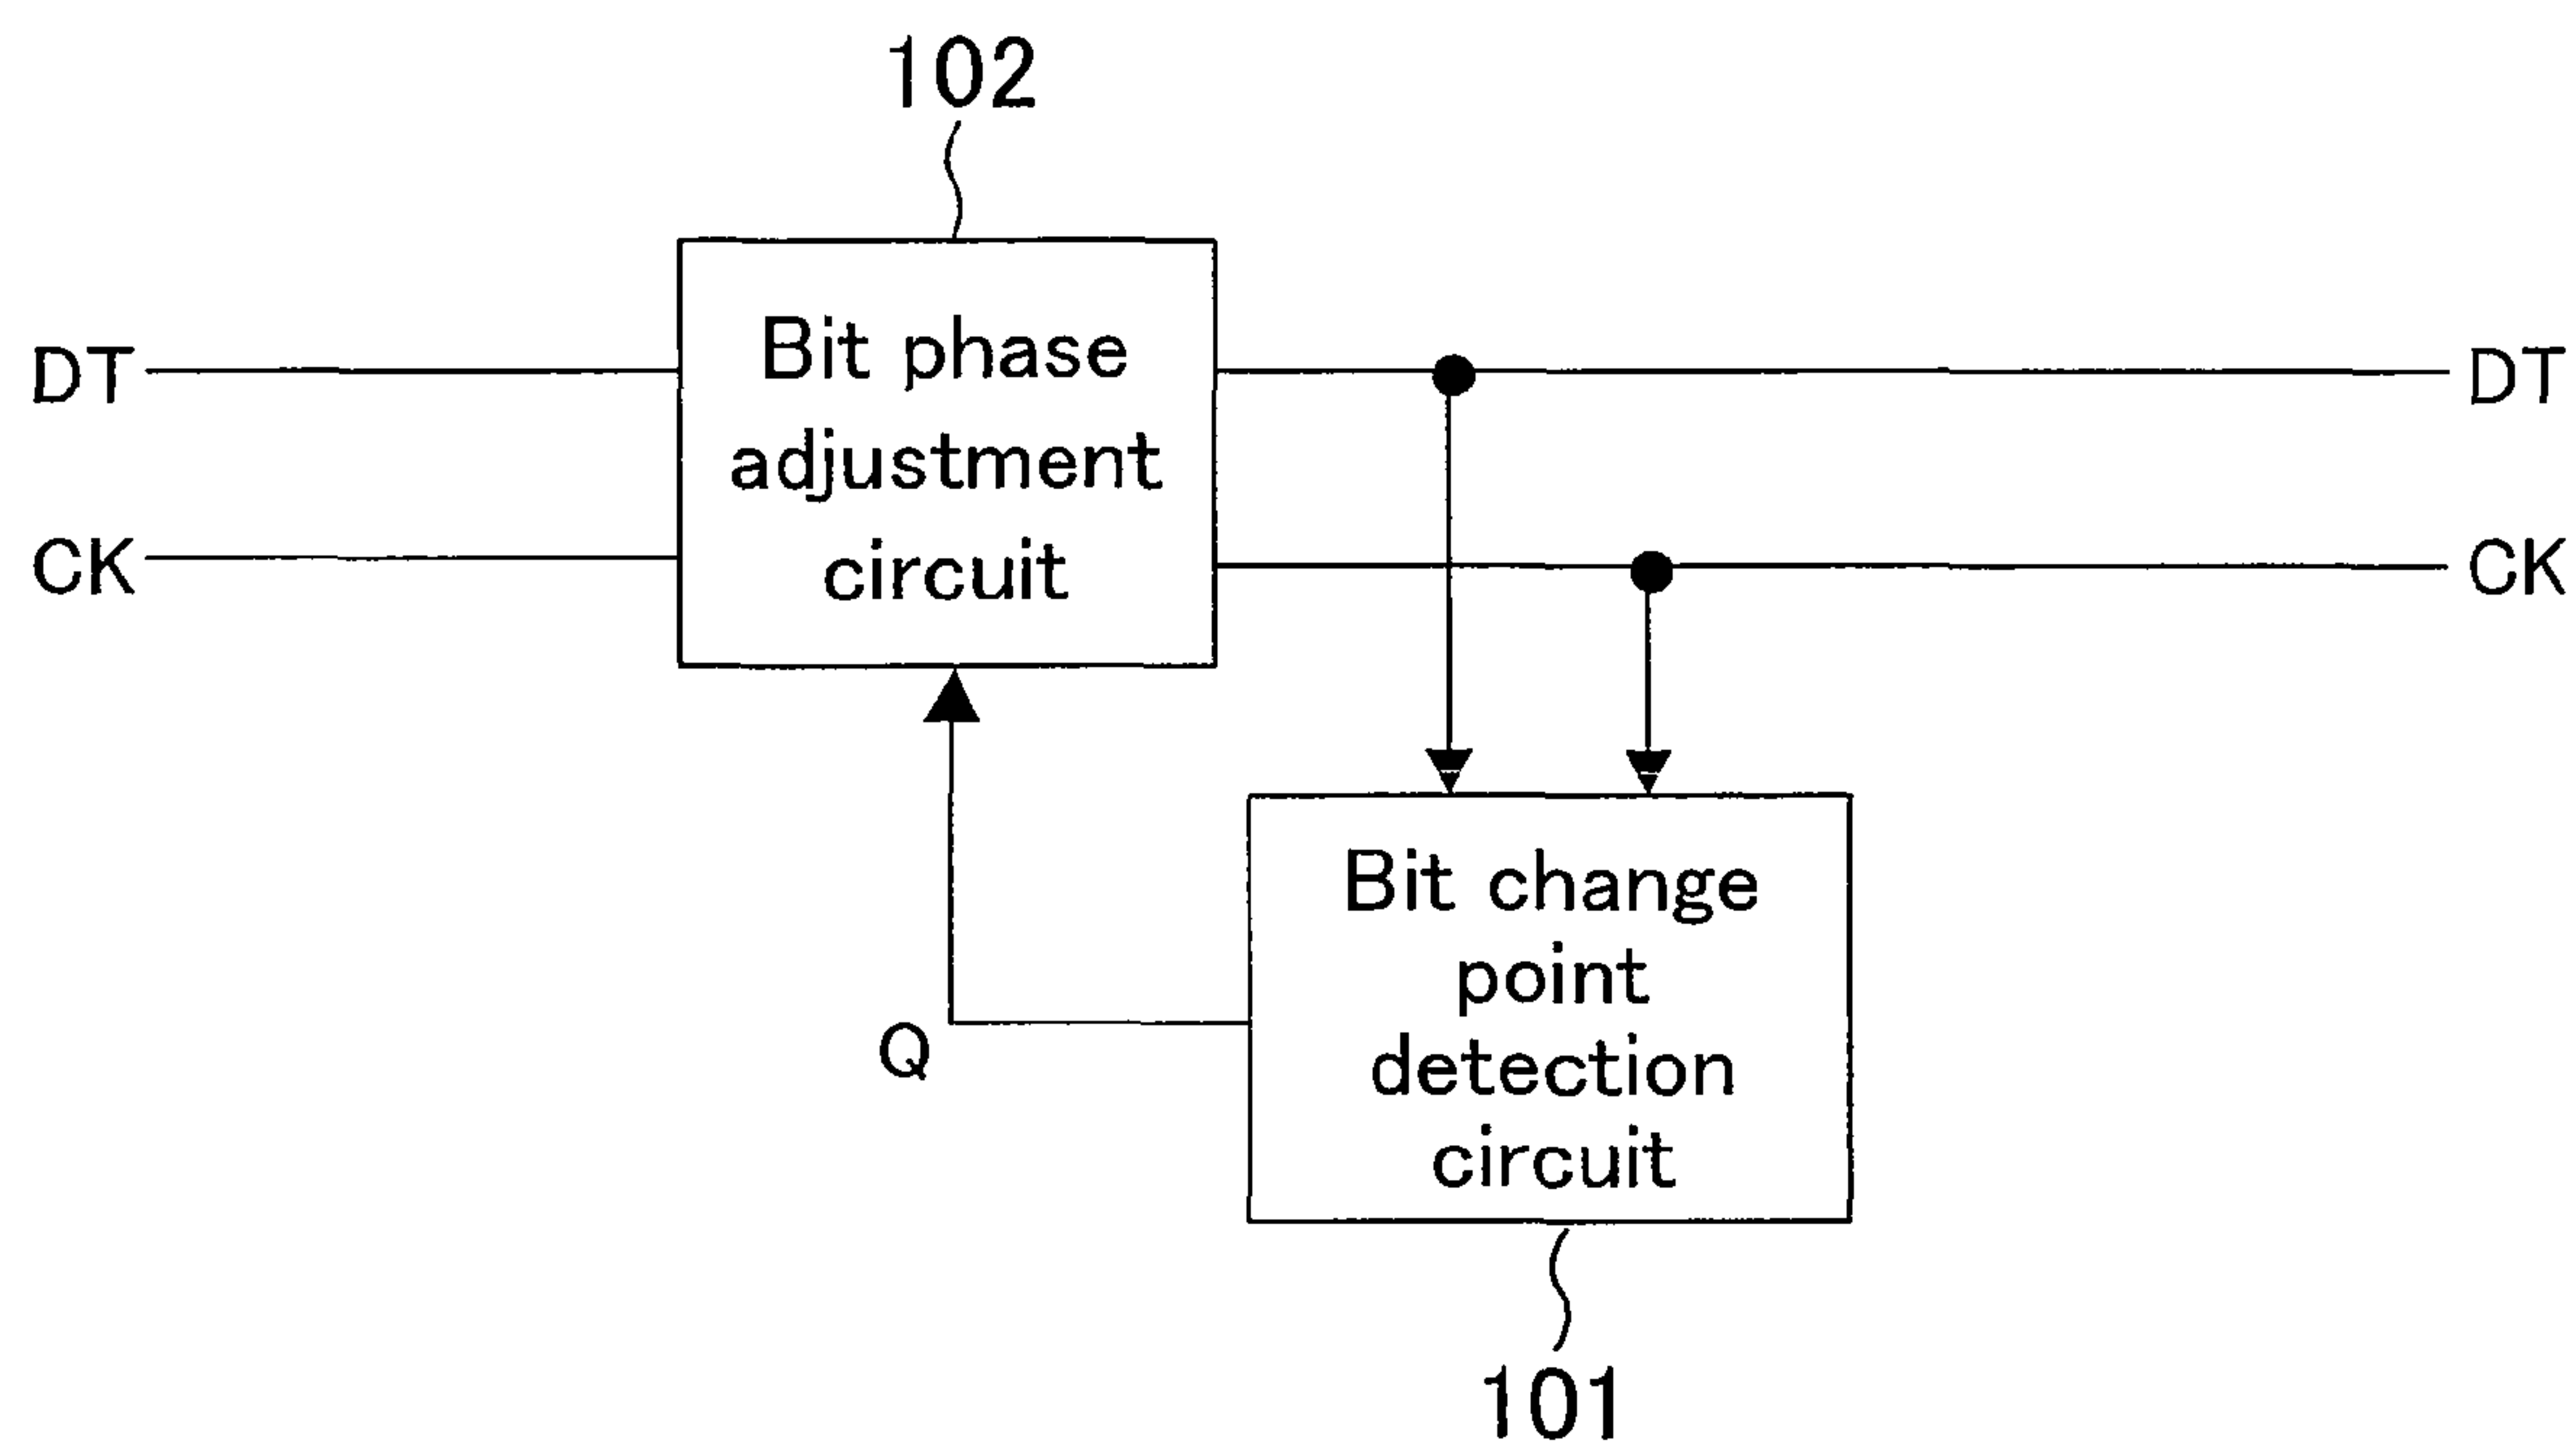 102
Bit phase
adjustment
circuit
DT
DT
CK
CK
Bit change
point
detection
circuit
Q
101